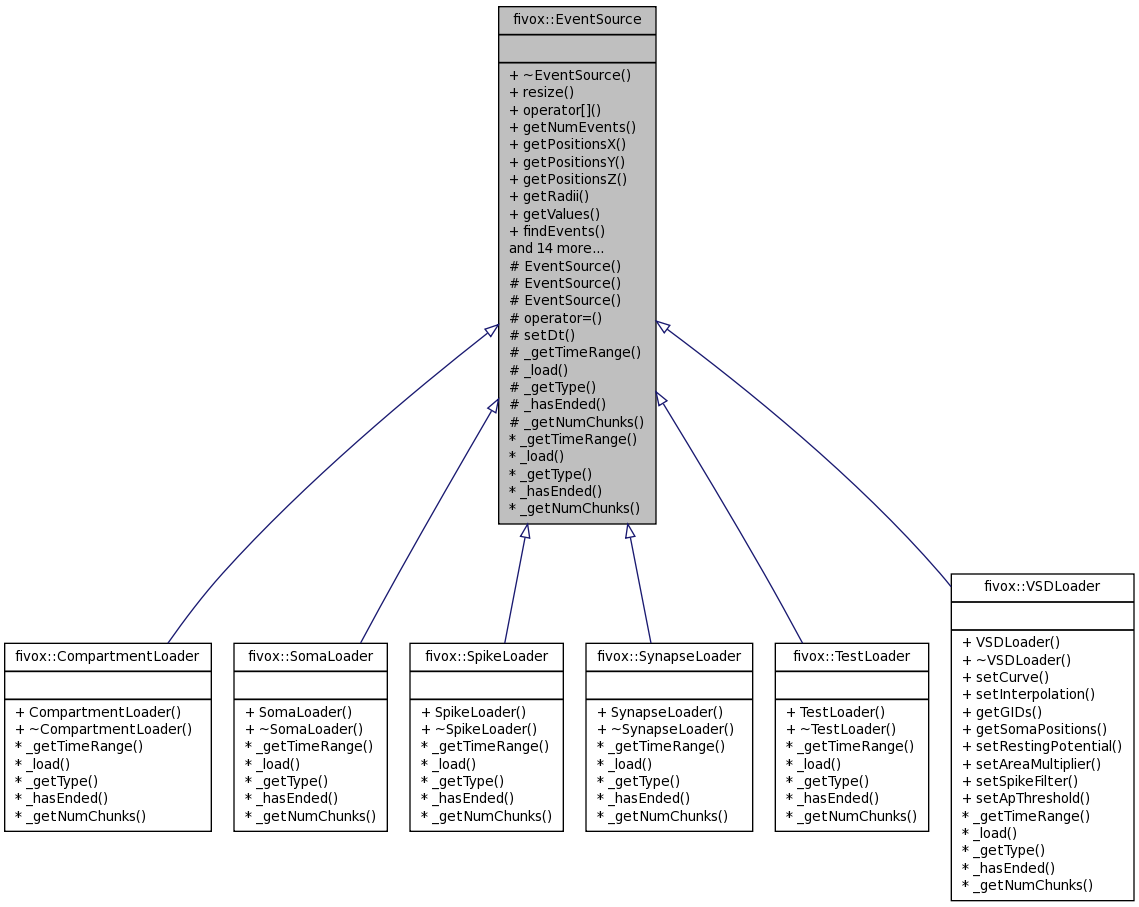 fivox::EventSource
+ ~EventSource()
+ resize()
+ operator[]()
+ getNumEvents()
+ getPositionsX()
+ getPositionsY()
+ getPositionsZ()
+ getRadii()
+ getValues()
+ findEvents()
and 14 more...
# EventSource()
# EventSource()
# EventSource()
# operator=()
# setDt()
# _getTimeRange()
# _load()
# _getType()
# _hasEnded()
# _getNumChunks()
* _getTimeRange()
* _load()
* _getType()
* _hasEnded()
* _getNumChunks()
fivox::CompartmentLoader
+ CompartmentLoader()
+ ~CompartmentLoader()
* _getTimeRange()
* _load()
* _getType()
* _hasEnded()
* _getNumChunks()
fivox::SomaLoader
+ SomaLoader()
+ ~SomaLoader()
* _getTimeRange()
* _load()
* _getType()
* _hasEnded()
* _getNumChunks()
fivox::SpikeLoader
+ SpikeLoader()
+ ~SpikeLoader()
* _getTimeRange()
* _load()
* _getType()
* _hasEnded()
* _getNumChunks()
fivox::SynapseLoader
+ SynapseLoader()
+ ~SynapseLoader()
* _getTimeRange()
* _load()
* _getType()
* _hasEnded()
* _getNumChunks()
fivox::TestLoader
+ TestLoader()
+ ~TestLoader()
* _getTimeRange()
* _load()
* _getType()
* _hasEnded()
* _getNumChunks()
fivox::VSDLoader
+ VSDLoader()
+ ~VSDLoader()
+ setCurve()
+ setInterpolation()
+ getGIDs()
+ getSomaPositions()
+ setRestingPotential()
+ setAreaMultiplier()
+ setSpikeFilter()
+ setApThreshold()
* _getTimeRange()
* _load()
* _getType()
* _hasEnded()
* _getNumChunks()